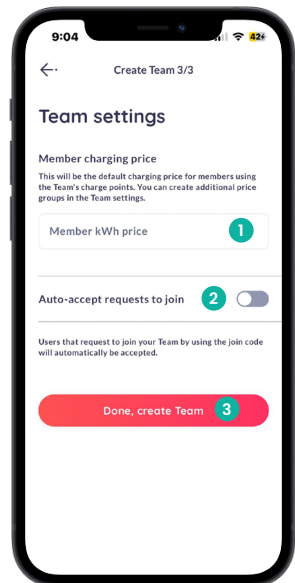 9:04
42
Create Team 3/3
Team settings
Member charging price
This will be the default charging price for members using
the Team's charge points. You can create additional price
groups in the Team settings.
Member kWh price 1
Auto-accept requests to join 2
Users that request to join your Team by using the join code
will automatically be accepted.
Done, create Team 3